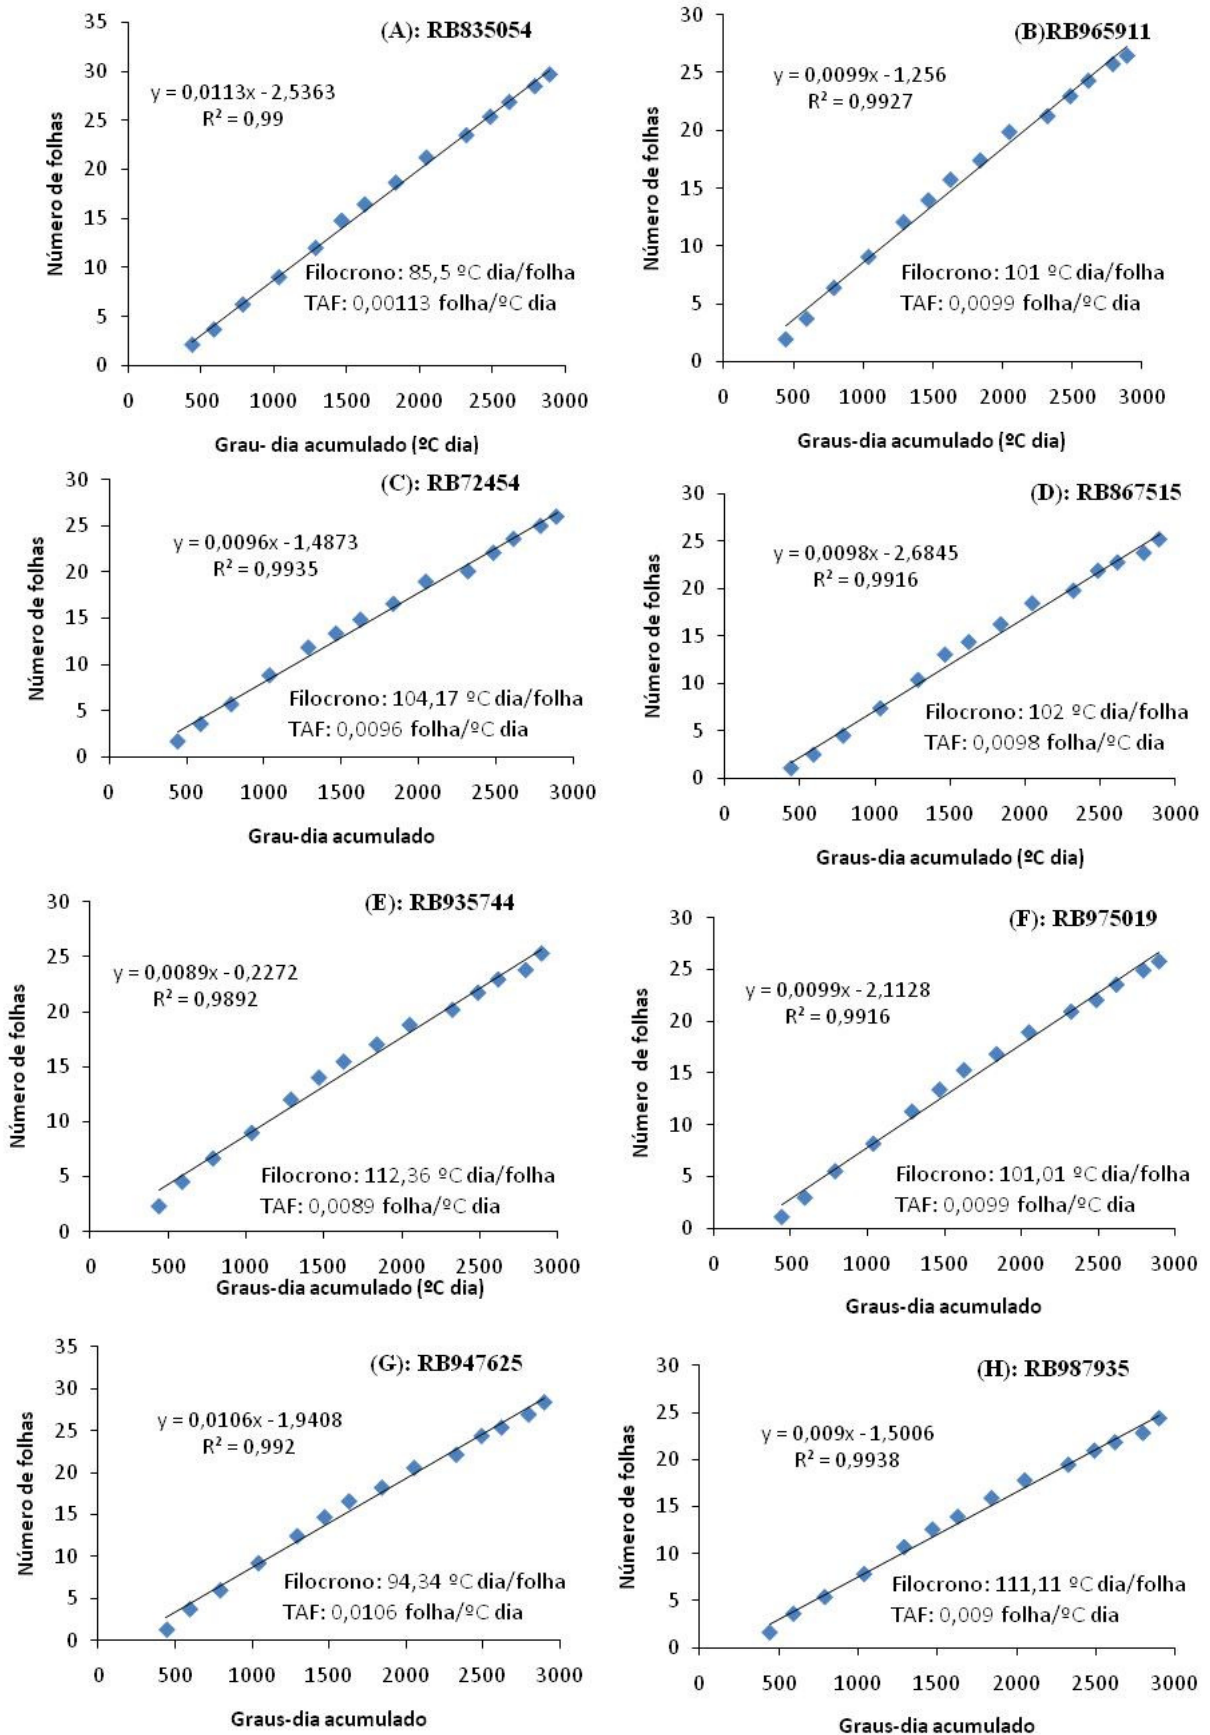 (A): RB835054
35
30
25
20
15
10
5
0
Número de folhas
y = 0,0113x - 2,5363
R² = 0,99
Filocrono: 85,5 ºC dia/folha
TAF: 0,00113 folha/ºC dia
0 500 1000 1500 2000 2500 3000
Grau- dia acumulado (ºC dia)
(B)RB965911
30
25
20
15
10
5
0
Número de folhas
y = 0,0099x - 1,256
R² = 0,9927
Filocrono: 101 ºC dia/folha
TAF: 0,0099 folha/ºC dia
0 500 1000 1500 2000 2500 3000
Graus-dia acumulado (ºC dia)
(C): RB72454
30
25
20
15
10
5
0
Número de folhas
y = 0,0096x - 1,4873
R² = 0,9935
Filocrono: 104,17 ºC dia/folha
TAF: 0,0096 folha/ºC dia
0 500 1000 1500 2000 2500 3000
Grau-dia acumulado
(D): RB867515
30
25
20
15
10
5
0
Número de folhas
y = 0,0098x - 2,6845
R² = 0,9916
Filocrono: 102 ºC dia/folha
TAF: 0,0098 folha/ºC dia
0 500 1000 1500 2000 2500 3000
Graus-dia acumulado (ºC dia)
(E): RB935744
30
25
20
15
10
5
0
Número de folhas
y = 0,0089x - 0,2272
R² = 0,9892
Filocrono: 112,36 ºC dia/folha
TAF: 0,0089 folha/ºC dia
0 500 1000 1500 2000 2500 3000
Graus-dia acumulado (ºC dia)
(F): RB975019
30
25
20
15
10
5
0
Número de folhas
y = 0,0099x - 2,1128
R² = 0,9916
Filocrono: 101,01 ºC dia/folha
TAF: 0,0099 folha/ºC dia
0 500 1000 1500 2000 2500 3000
Graus-dia acumulado
(G): RB947625
35
30
25
20
15
10
5
0
Número de folhas
y = 0,0106x - 1,9408
R² = 0,992
Filocrono: 94,34 ºC dia/folha
TAF: 0,0106 folha/ºC dia
0 500 1000 1500 2000 2500 3000
Graus-dia acumulado
(H): RB987935
30
25
20
15
10
5
0
Número de folhas
y = 0,009x - 1,5006
R² = 0,9938
Filocrono: 111,11 ºC dia/folha
TAF: 0,009 folha/ºC dia
0 500 1000 1500 2000 2500 3000
Graus-dia acumulado